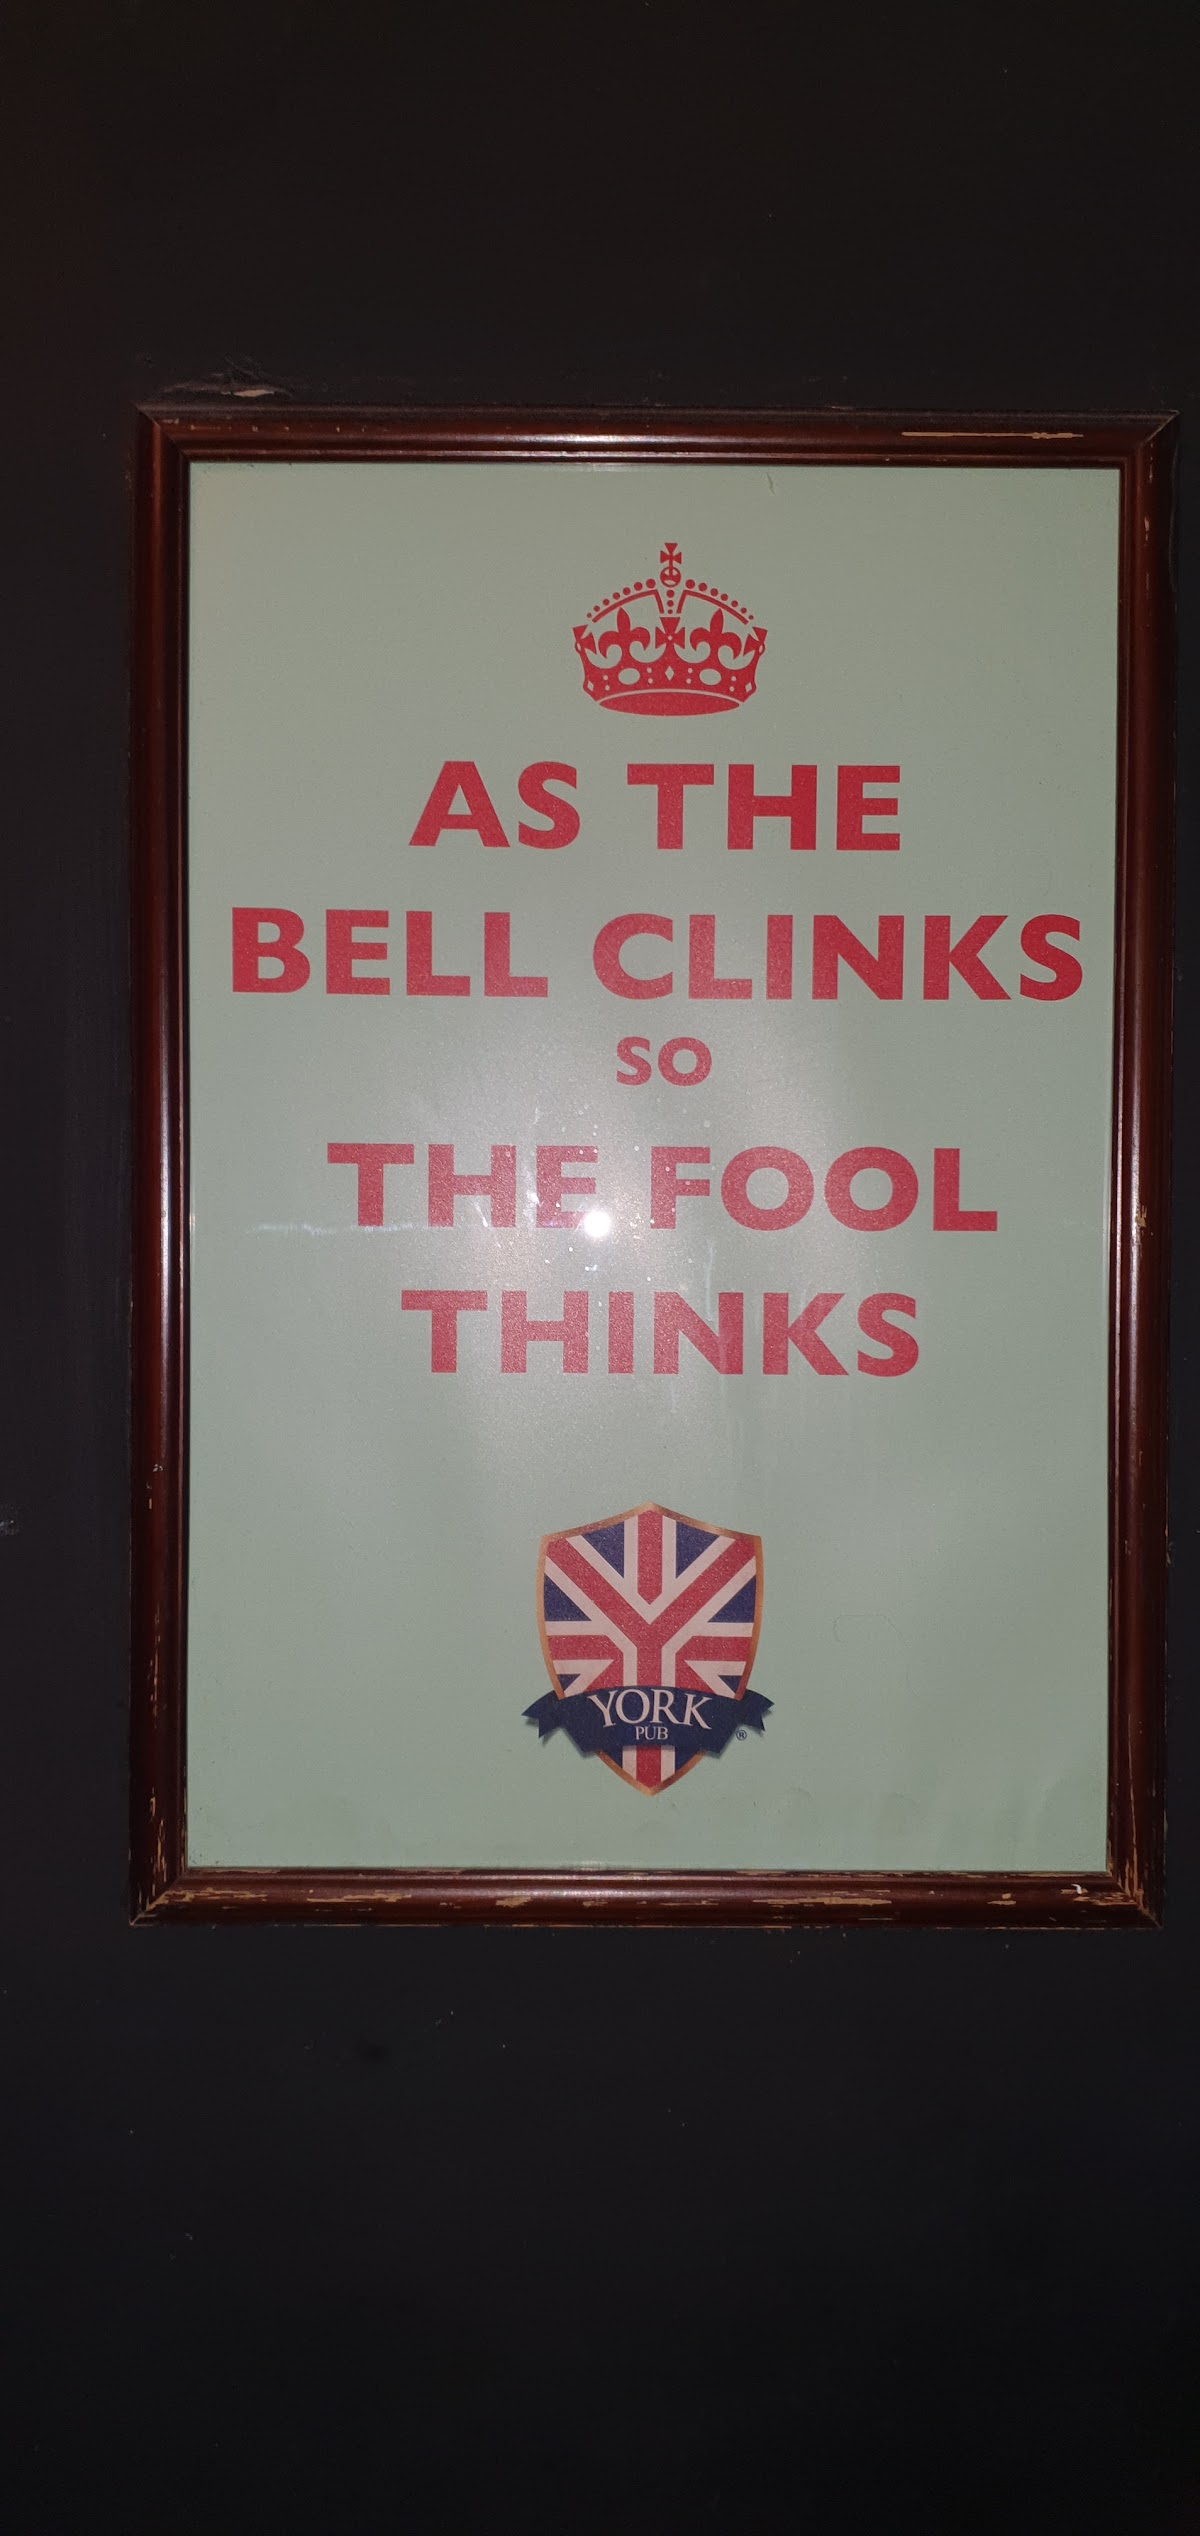 AS THE
BELL CLINKS
SO
THE FOOL
THINKS
YORK
PUB
®